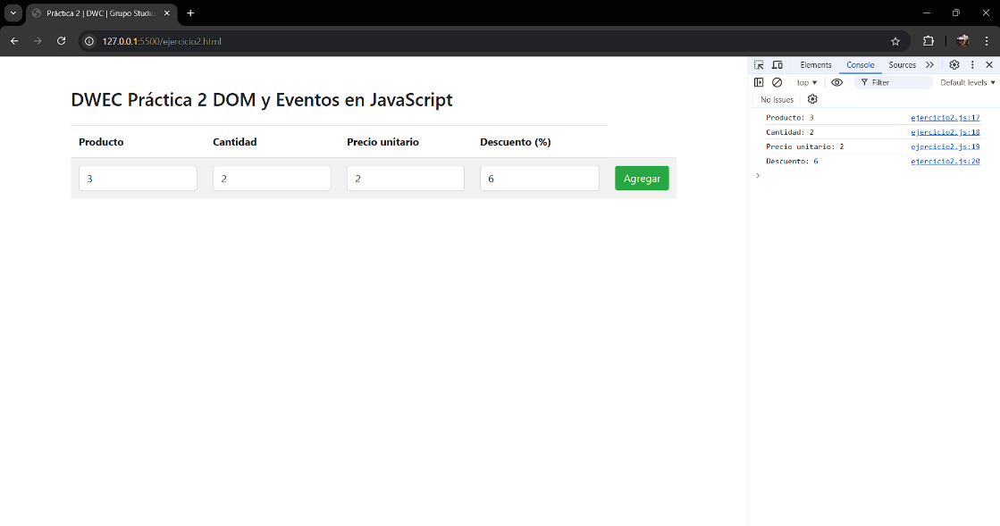 Práctica 2 | DWC | Grupo Studiu
127.0.0.1:5500/ejercicio2.html
DWEC Práctica 2 DOM y Eventos en JavaScript
Producto Cantidad Precio unitario Descuento (%)
3 2 2 6 Agregar
Elements Console Sources
top Filter Default levels
No Issues
Producto: 3 ejercicio2.js:17
Cantidad: 2 ejercicio2.js:18
Precio unitario: 2 ejercicio2.js:19
Descuento: 6 ejercicio2.js:20